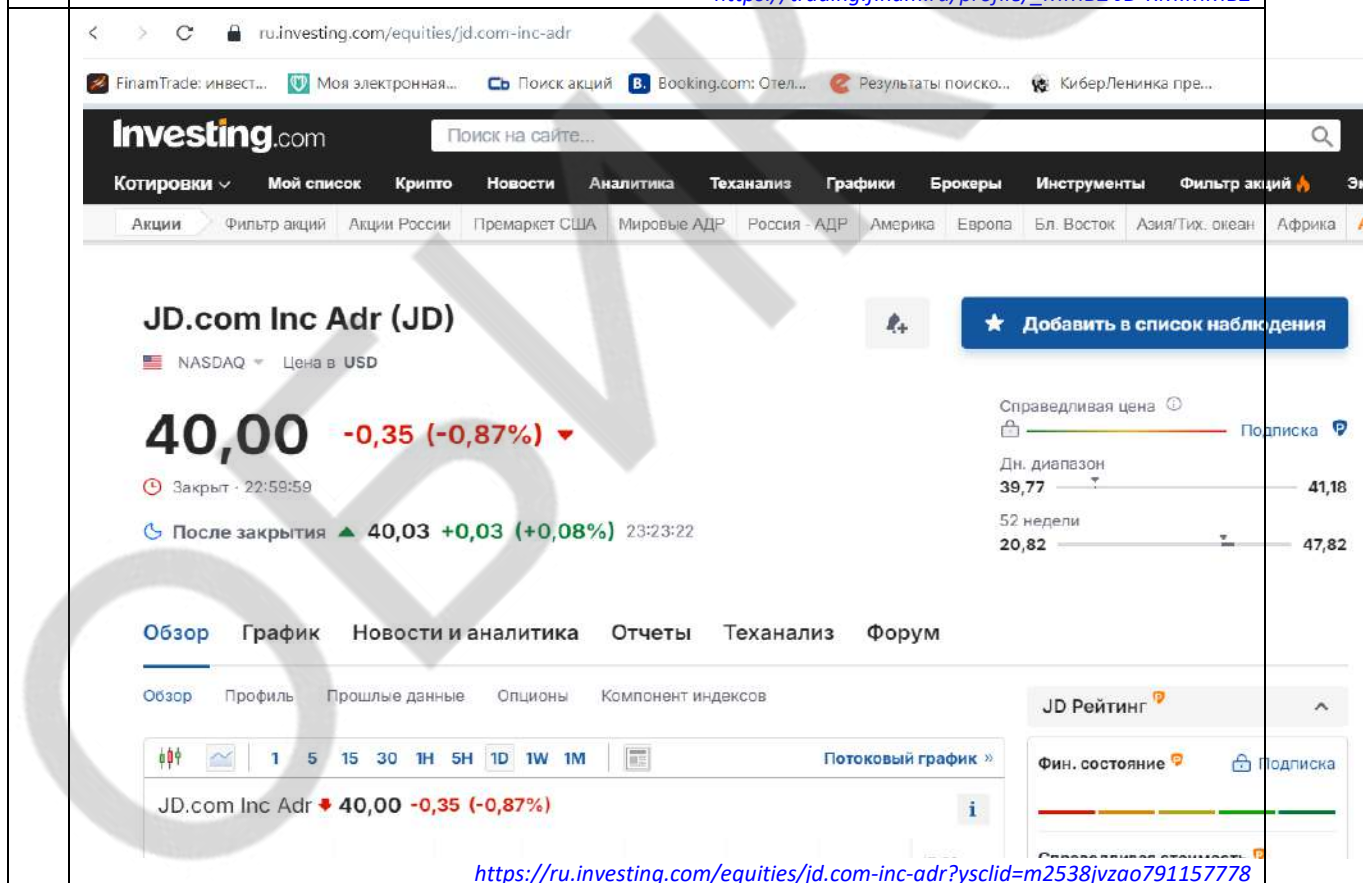 ru.investing.com/equities/jd.com-inc-adr
FinamTrade: инвест... Моя электронная... Поиск акций Booking.com: Отел... Результаты поиско... КиберЛенинка пре...
Investing.com Поиск на сайте...
Котировки Мой список Крипто Новости Аналитика Теханализ Графики Брокеры Инструменты Фильтр акций
Акции Фильтр акций Акции России Премаркет США Мировые АДР Россия - АДР Америка Европа Бл. Восток Азия/Тих. океан Африка
JD.com Inc Adr (JD)
Добавить в список наблюдения
NASDAQ Цена в USD
40,00 -0,35 (-0,87%)
Справедливая цена
Подписка
Дн. диапазон
39,77 41,18
Закрыт · 22:59:59
После закрытия 40,03 +0,03 (+0,08%) 23:23:22
52 недели
20,82 47,82
Обзор График Новости и аналитика Отчеты Теханализ Форум
Обзор Профиль Прошлые данные Опционы Компонент индексов
JD Рейтинг
1 5 15 30 1H 5H 1D 1W 1M Потоковый график »
Фин. состояние Подписка
JD.com Inc Adr 40,00 -0,35 (-0,87%)
https://ru.investing.com/equities/jd.com-inc-adr?ysclid=m2538jvzao791157778